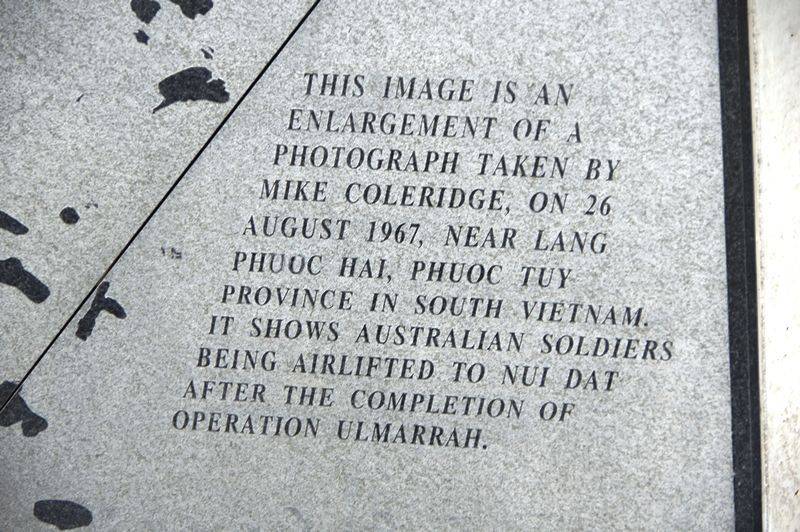 THIS IMAGE IS AN
ENLARGEMENT OF A
PHOTOGRAPH TAKEN BY
MIKE COLERIDGE, ON 26
AUGUST 1967, NEAR LANG
PHUOC HAI, PHUOC TUY
PROVINCE IN SOUTH VIETNAM.
IT SHOWS AUSTRALIAN SOLDIERS
BEING AIRLIFTED TO NUI DAT
AFTER THE COMPLETION OF
OPERATION ULMARRAH.